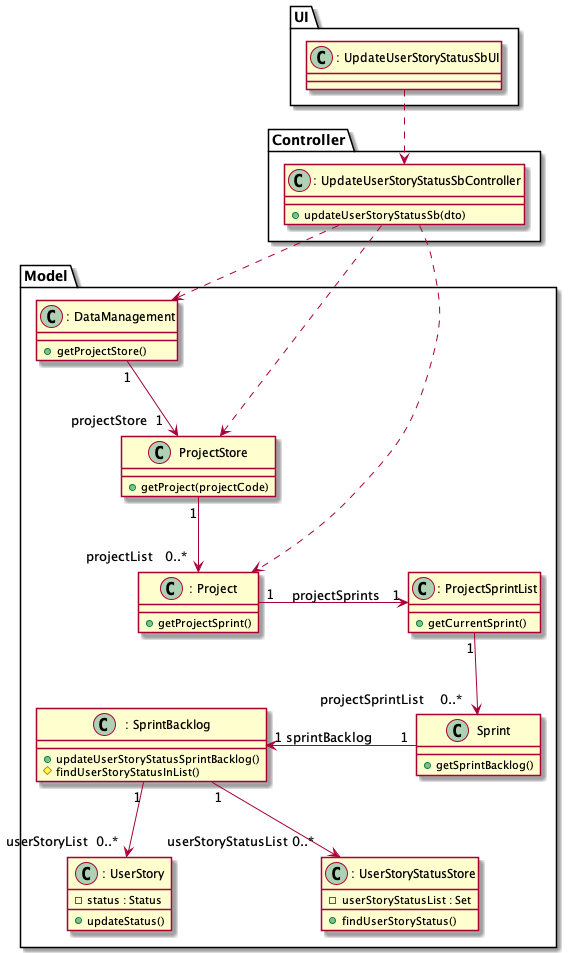 UI
C : UpdateUserStoryStatusSbUI
Controller
C : UpdateUserStoryStatusSbController
updateUserStoryStatusSb(dto)
Model
C : DataManagement
getProjectStore()
1
projectStore 1
C ProjectStore
getProject(projectCode)
1
projectList 0..*
C : Project
getProjectSprint()
1 projectSprints 1
C : ProjectSprintList
getCurrentSprint()
1
projectSprintList 0..*
C : SprintBacklog
updateUserStoryStatusSprintBacklog()
findUserStoryStatusInList()
1 sprintBacklog 1
C Sprint
getSprintBacklog()
1 1
userStoryList 0..* userStoryStatusList 0..*
C : UserStory
status : Status
updateStatus()
C : UserStoryStatusStore
userStoryStatusList : Set
findUserStoryStatus()